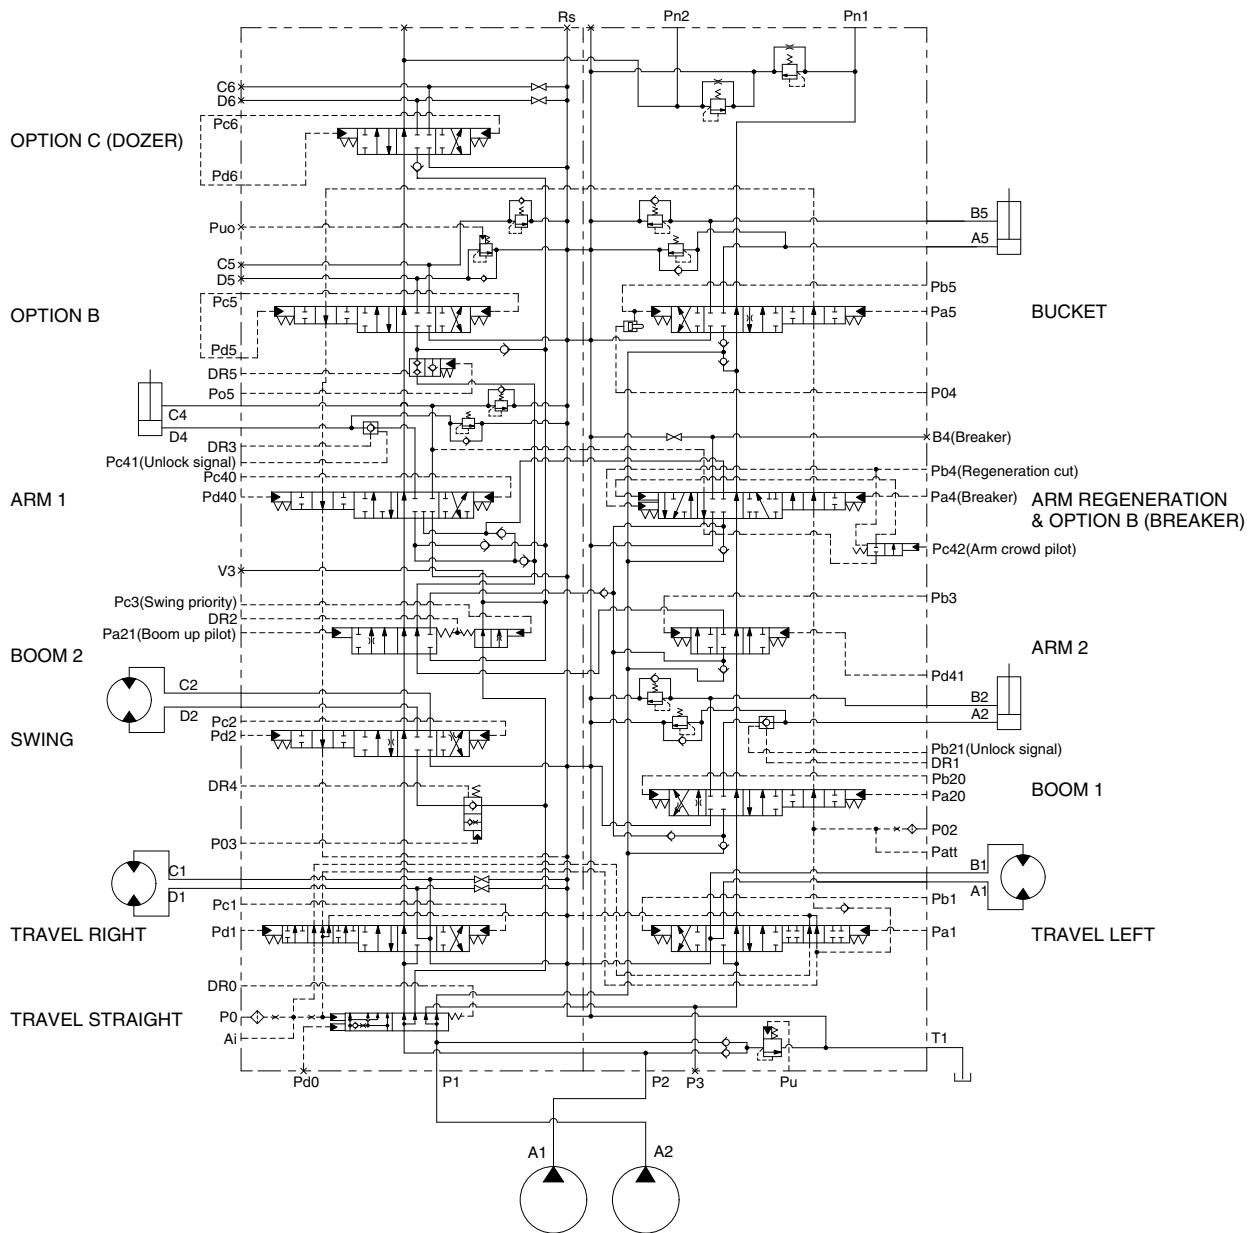 Rs Pn2 Pn1
C6
D6
Pc6
OPTION C (DOZER)
Pd6
Puo
B5
A5
C5
D5
Pc5
Pb5
OPTION B
Pa5
BUCKET
Pd5
DR5
Po5
P04
C4
D4
B4(Breaker)
DR3
Pc41(Unlock signal)
Pb4(Regeneration cut)
Pc40
ARM 1
Pd40
Pa4(Breaker)
ARM REGENERATION
& OPTION B (BREAKER)
Pc42(Arm crowd pilot)
V3
Pc3(Swing priority)
Pb3
DR2
Pa21(Boom up pilot)
BOOM 2
ARM 2
Pd41
C2
D2
B2
A2
Pc2
Pd2
SWING
Pb21(Unlock signal)
DR1
Pb20
DR4
Pa20
BOOM 1
P02
P03
Patt
C1
D1
B1
A1
Pc1
Pb1
TRAVEL RIGHT
Pd1
Pa1
TRAVEL LEFT
DR0
TRAVEL STRAIGHT
P0
Ai
T1
Pd0 P1 P2 P3 Pu
A1 A2